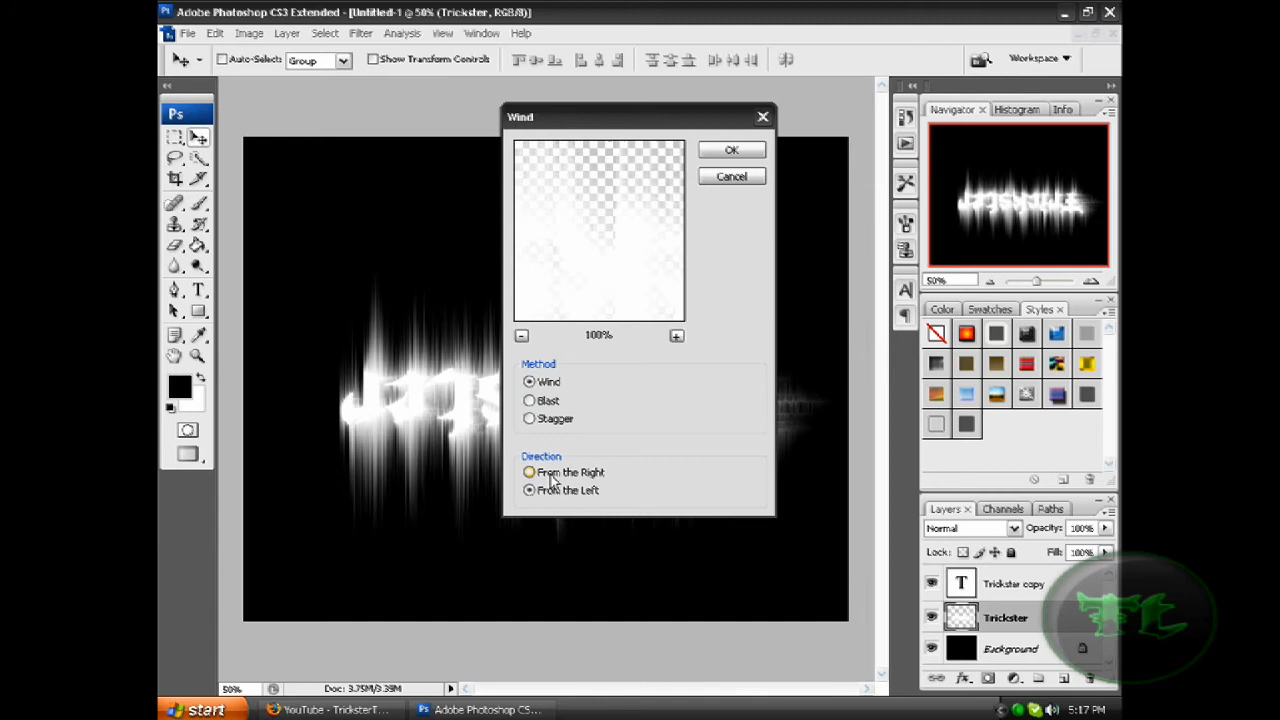 Adobe Photoshop CS3 Extended - [Untitled-1 @ 50% (Trickster, RGB/8)]
File Edit Image Layer Select Filter Analysis View Window Help
Auto-Select: Group Show Transform Controls Workspace
Ps
Wind
OK
Cancel
100%
Method
Wind
Blast
Stagger
Direction
From the Right
From the Left
Navigator Histogram Info
Trickster
50%
Color Swatches Styles
Layers Channels Paths
Normal Opacity: 100%
Lock: Fill: 100%
T Trickster copy
Trickster
Background
50% Doc: 3.75M/3.39M
start YouTube - TricksterT... Adobe Photoshop CS... 5:17 PM